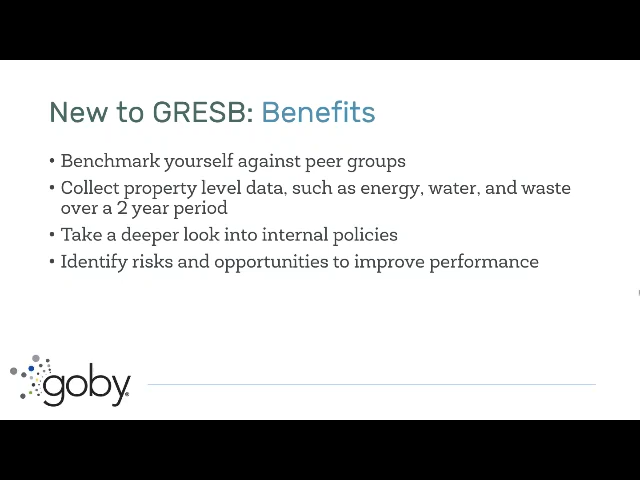 New to GRESB: Benefits
• Benchmark yourself against peer groups
• Collect property level data, such as energy, water, and waste
over a 2 year period
• Take a deeper look into internal policies
• Identify risks and opportunities to improve performance
goby